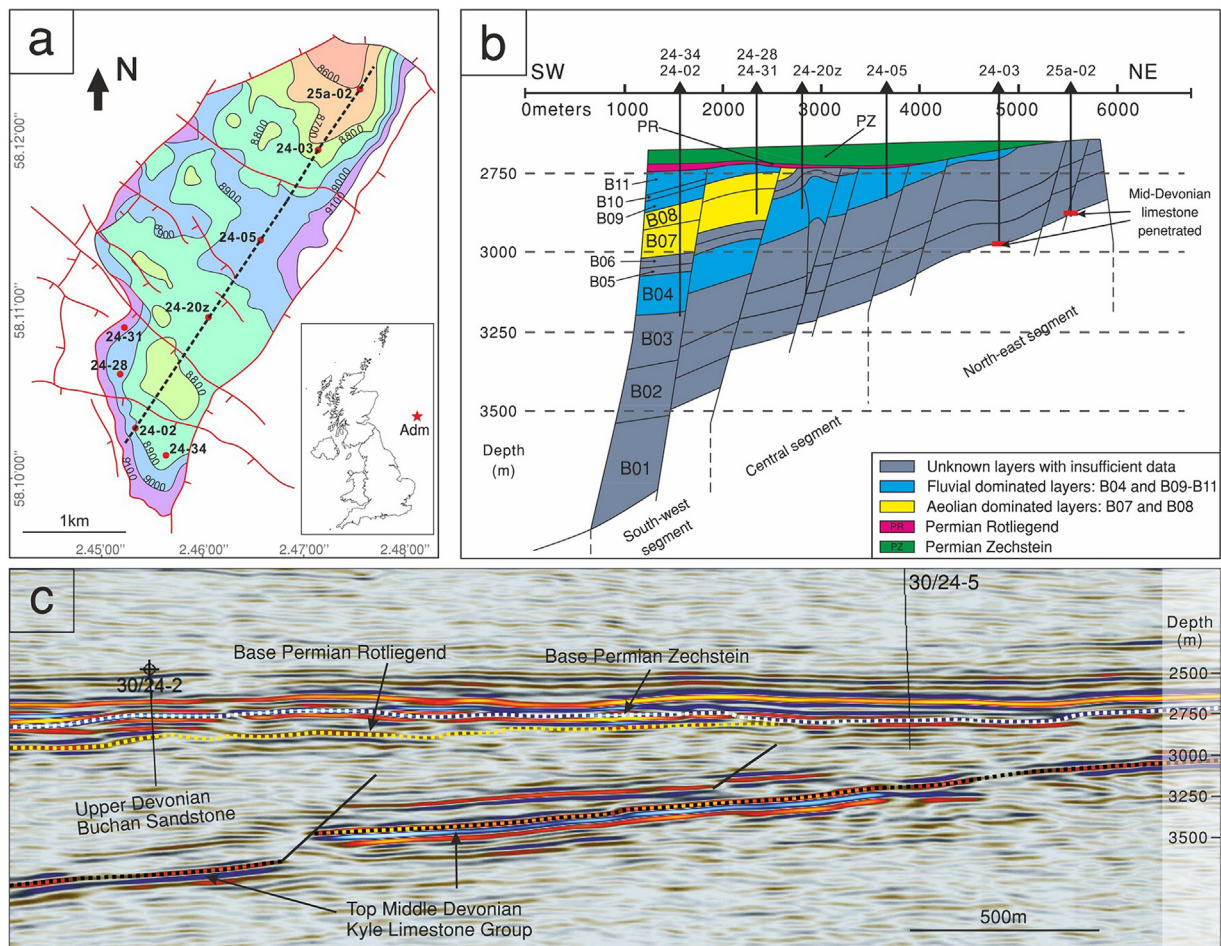 a
N
8600
25a-02
8700
8800
8800
24-03
9000
9100
8900
8900
24-05
24-20z
24-31
24-28
8800
24-02
8900
24-34
9000
9100
1km
Adm
58.12'00''
58.11'00''
58.10'00''
2.45'00'' 2.46'00'' 2.47'00'' 2.48'00''
b
SW
24-34
24-02
24-28
24-31
24-20z
24-05
24-03
25a-02
NE
0meters 1000 2000 3000 4000 5000 6000
PR
PZ
2750
3000
3250
3500
Depth
(m)
B11
B10
B09
B08
B07
B06
B05
B04
B03
B02
B01
Mid-Devonian
limestone
penetrated
North-east segment
Central segment
South-west
segment
Unknown layers with insufficient data
Fluvial dominated layers: B04 and B09-B11
Aeolian dominated layers: B07 and B08
PR Permian Rotliegend
PZ Permian Zechstein
c
30/24-5
Depth
(m)
Base Permian Rotliegend
Base Permian Zechstein
30/24-2
2500
2750
3000
3250
3500
Upper Devonian
Buchan Sandstone
Top Middle Devonian
Kyle Limestone Group
500m